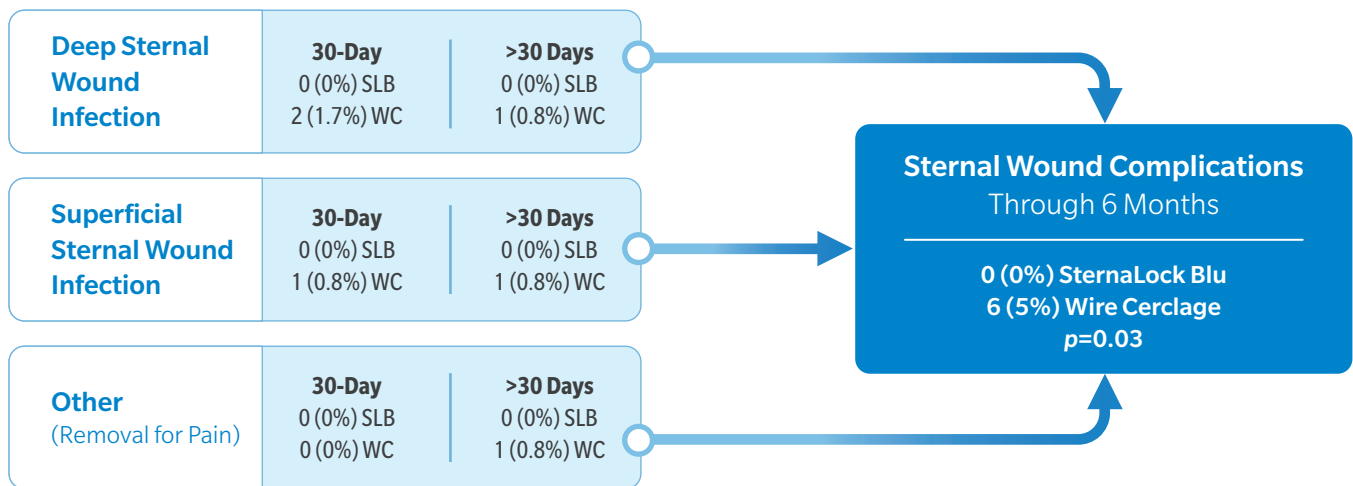 Deep Sternal
Wound
Infection
30-Day
0 (0%) SLB
2 (1.7%) WC
>30 Days
0 (0%) SLB
1 (0.8%) WC
Superficial
Sternal Wound
Infection
30-Day
0 (0%) SLB
1 (0.8%) WC
>30 Days
0 (0%) SLB
1 (0.8%) WC
Other
(Removal for Pain)
30-Day
0 (0%) SLB
0 (0%) WC
>30 Days
0 (0%) SLB
1 (0.8%) WC
Sternal Wound Complications
Through 6 Months
0 (0%) SternaLock Blu
6 (5%) Wire Cerclage
p=0.03